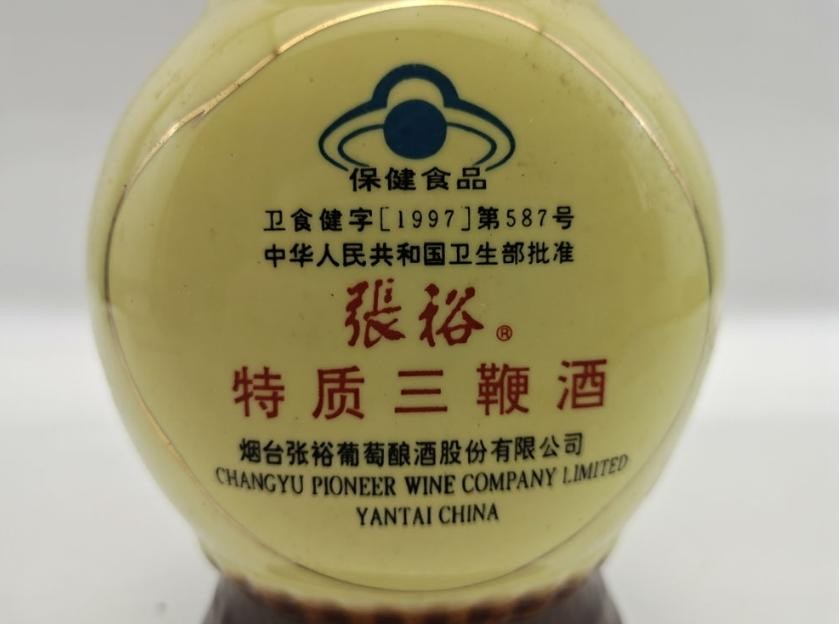 保健食品
卫食健字[1997]第587号
中华人民共和国卫生部批准
張裕®
特质三鞭酒
烟台张裕葡萄酿酒股份有限公司
CHANGYU PIONEER WINE COMPANY LIMITED
YANTAI CHINA